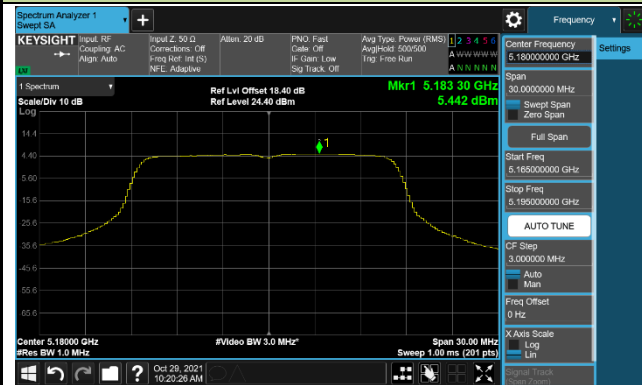 Spectrum Analyzer 1
Swept SA
Frequency
KEYSIGHT
Input: RF
Coupling: AC
Align: Auto
Input Z: 50 Ω
Corrections: Off
Freq Ref: Int (S)
NFE: Adaptive
Atten: 20 dB
PNO: Fast
Gate: Off
IF Gain: Low
Sig Track: Off
Avg Type: Power (RMS)
Avg|Hold: 500/500
Trig: Free Run
1 2 3 4 5 6
A W W W W W
A N N N N N
LXI
1 Spectrum
Scale/Div 10 dB
Log
Ref Lvl Offset 18.40 dB
Ref Level 24.40 dBm
Mkr1 5.183 30 GHz
5.442 dBm
14.4
4.40
-5.60
-15.6
-25.6
-35.6
-45.6
-55.6
-65.6
1
Center 5.18000 GHz
#Res BW 1.0 MHz
#Video BW 3.0 MHz*
Span 30.00 MHz
Sweep 1.00 ms (201 pts)
Oct 29, 2021
10:20:26 AM
Center Frequency
5.180000000 GHz
Span
30.0000000 MHz
Swept Span
Zero Span
Full Span
Start Freq
5.165000000 GHz
Stop Freq
5.195000000 GHz
AUTO TUNE
CF Step
3.000000 MHz
Auto
Man
Freq Offset
0 Hz
X Axis Scale
Log
Lin
Signal Track
(Span Zoom)
Settings